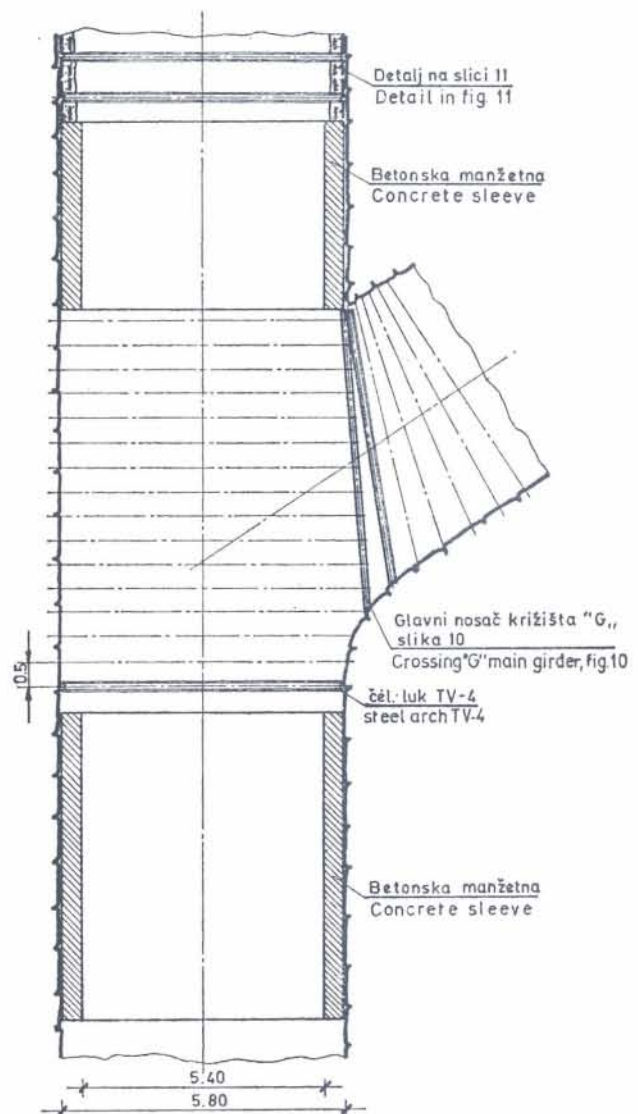 Detalj na slici 11
Detail in fig. 11
Betonska manžetna
Concrete sleeve
Glavni nosač križišta "G„
slika 10
Crossing "G" main girder, fig.10
0.5
čel. luk TV-4
steel arch TV-4
Betonska manžetna
Concrete sleeve
5.40
5.80